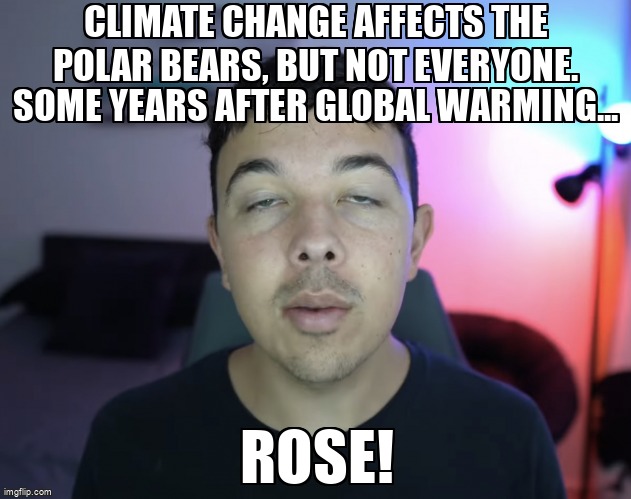 CLIMATE CHANGE AFFECTS THE
POLAR BEARS, BUT NOT EVERYONE.
SOME YEARS AFTER GLOBAL WARMING...
ROSE!
imgflip.com